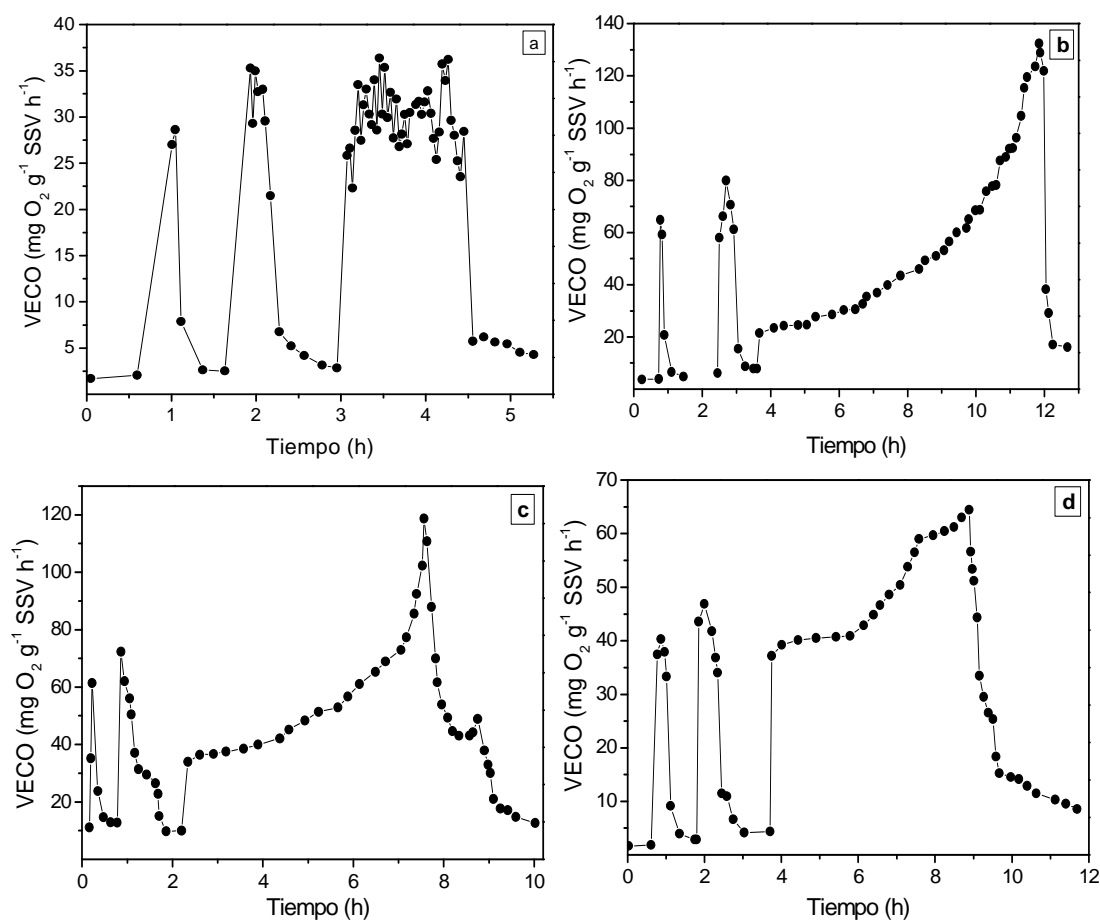 a
VECO (mg O₂ g⁻¹ SSV h⁻¹)
40
35
30
25
20
15
10
5
0 1 2 3 4 5
Tiempo (h)
b
VECO (mg O₂ g⁻¹ SSV h⁻¹)
140
120
100
80
60
40
20
0
0 2 4 6 8 10 12
Tiempo (h)
c
VECO (mg O₂ g⁻¹ SSV h⁻¹)
120
100
80
60
40
20
0 2 4 6 8 10
Tiempo (h)
d
VECO (mg O₂ g⁻¹ SSV h⁻¹)
70
60
50
40
30
20
10
0
0 2 4 6 8 10 12
Tiempo (h)